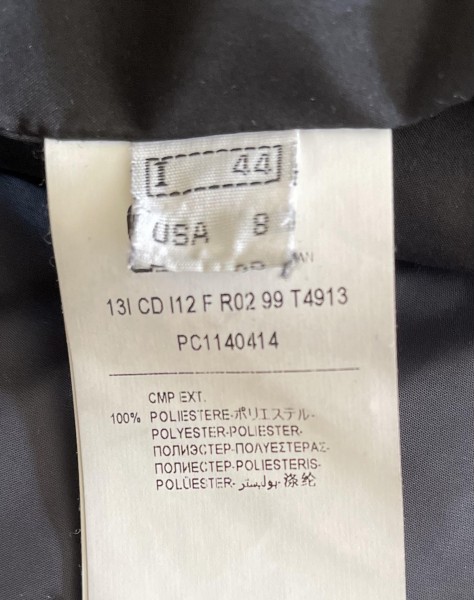 I 44
USA 8
13I CD I12 F R02 99 T4913
PC1140414
CMP EXT.
100% POLIESTERE-ポリエステル-
POLYESTER-POLIESTER-
ПОЛИЭСТЕР-ΠΟΛΥΕΣΤΕΡΑΣ-
ПОЛИЕСТЕР-POLIESTERIS-
POLÜESTER- بوليستر-涤纶